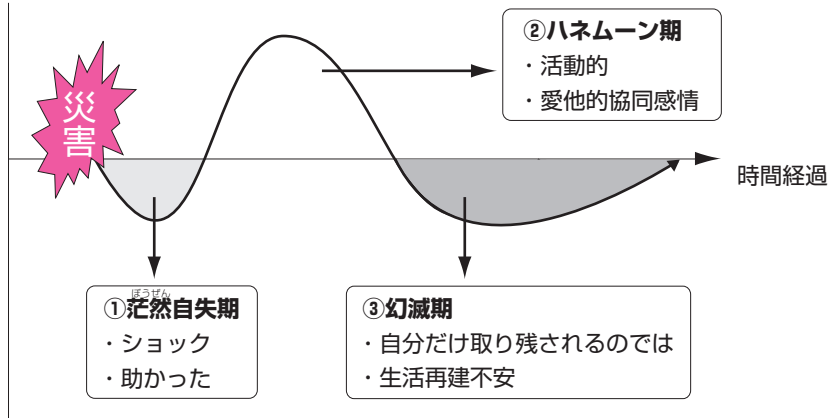 災害
②ハネムーン期
・活動的
・愛他的協同感情
時間経過
ぼうぜん
①茫然自失期
・ショック
・助かった
③幻滅期
・自分だけ取り残されるのでは
・生活再建不安